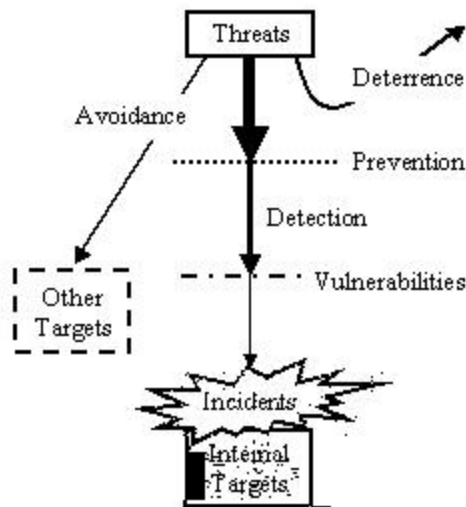 Threats
Deterrence
Avoidance
Prevention
Detection
Vulnerabilities
Other
Targets
Incidents
Internal
Targets